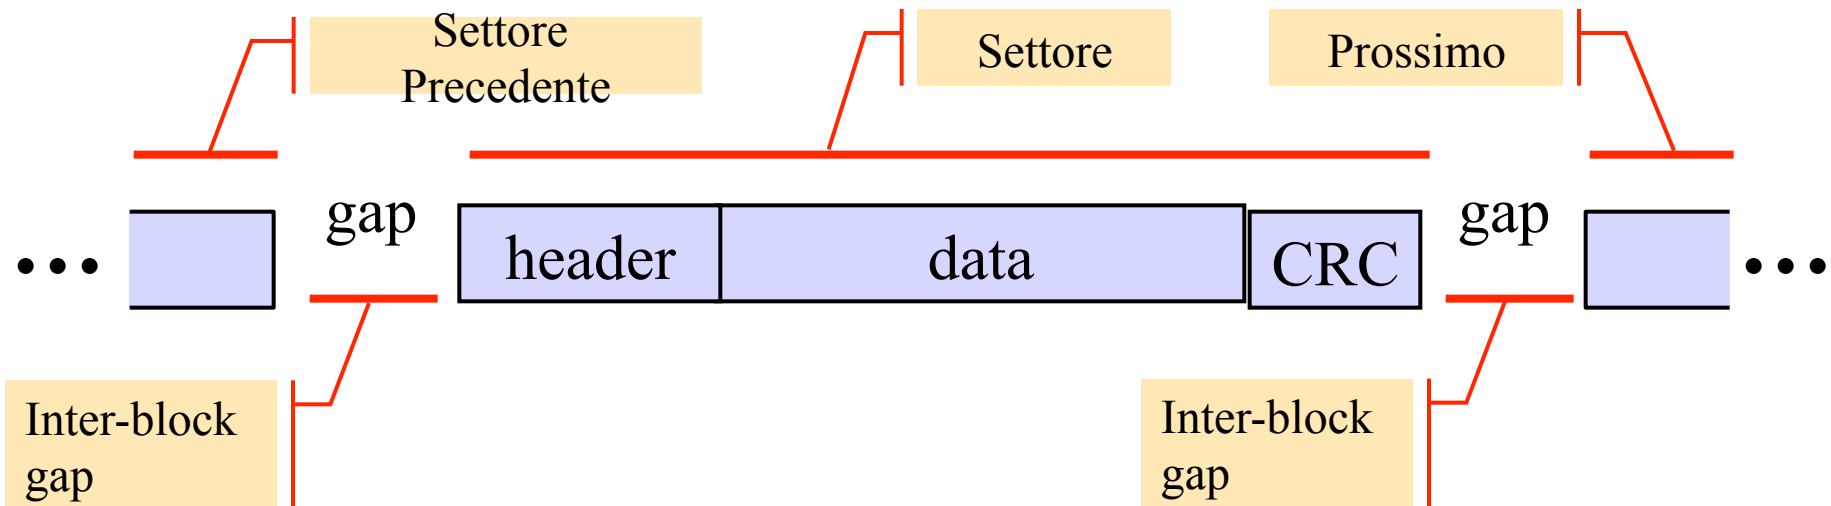 Settore
Precedente
Settore
Prossimo
gap
header
data
CRC
gap
Inter-block
gap
Inter-block
gap